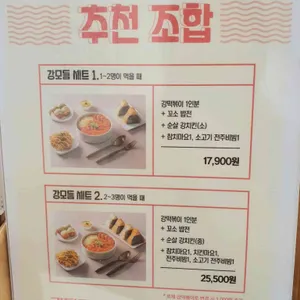 추천 조합
강모듬 세트 1. 1~2명이 먹을 때
강떡볶이 1인분
+ 꼬소 밥전
+ 순살 강치킨(소)
+ 참치마요1, 소고기 전주비빔1
17,900원
강모듬 세트 2. 2~3명이 먹을 때
강떡볶이 1인분
+ 꼬소 밥전
+ 순살 강치킨(중)
+ 참치마요1, 치킨마요1,
전주비빔1, 소고기 전주비빔1
25,500원